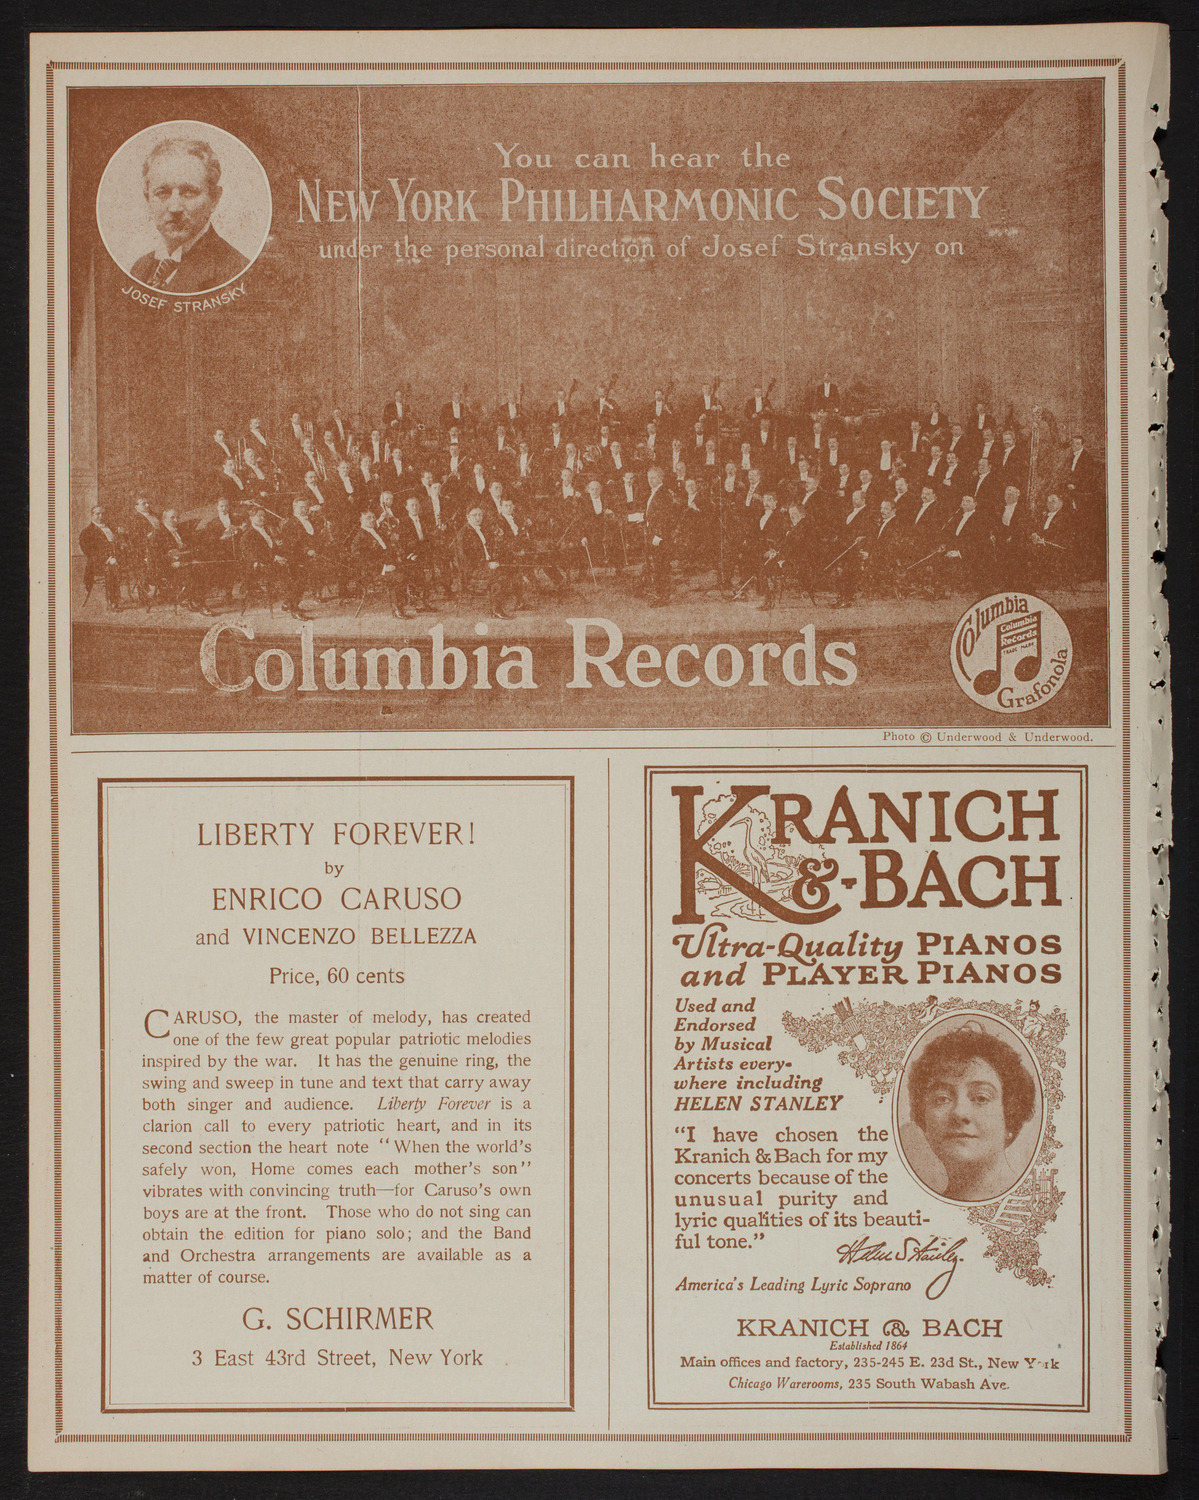 You can hear the
NEW YORK PHILHARMONIC SOCIETY
under the personal direction of Josef Stransky on
JOSEF STRANSKY
Columbia Records
Columbia
Columbia
Records
TRADE MARK
Grafonola
Photo © Underwood & Underwood.
LIBERTY FOREVER!
by
ENRICO CARUSO
and VINCENZO BELLEZZA
Price, 60 cents
CARUSO, the master of melody, has created
one of the few great popular patriotic melodies
inspired by the war. It has the genuine ring, the
swing and sweep in tune and text that carry away
both singer and audience. Liberty Forever is a
clarion call to every patriotic heart, and in its
second section the heart note "When the world's
safely won, Home comes each mother's son"
vibrates with convincing truth—for Caruso's own
boys are at the front. Those who do not sing can
obtain the edition for piano solo; and the Band
and Orchestra arrangements are available as a
matter of course.
G. SCHIRMER
3 East 43rd Street, New York
KRANICH
&-BACH
Ultra-Quality PIANOS
and PLAYER PIANOS
Used and
Endorsed
by Musical
Artists every-
where including
HELEN STANLEY
"I have chosen the
Kranich & Bach for my
concerts because of the
unusual purity and
lyric qualities of its beauti-
ful tone."
Helen Stanley.
America's Leading Lyric Soprano
KRANICH & BACH
Established 1864
Main offices and factory, 235-245 E. 23d St., New York
Chicago Warerooms, 235 South Wabash Ave.